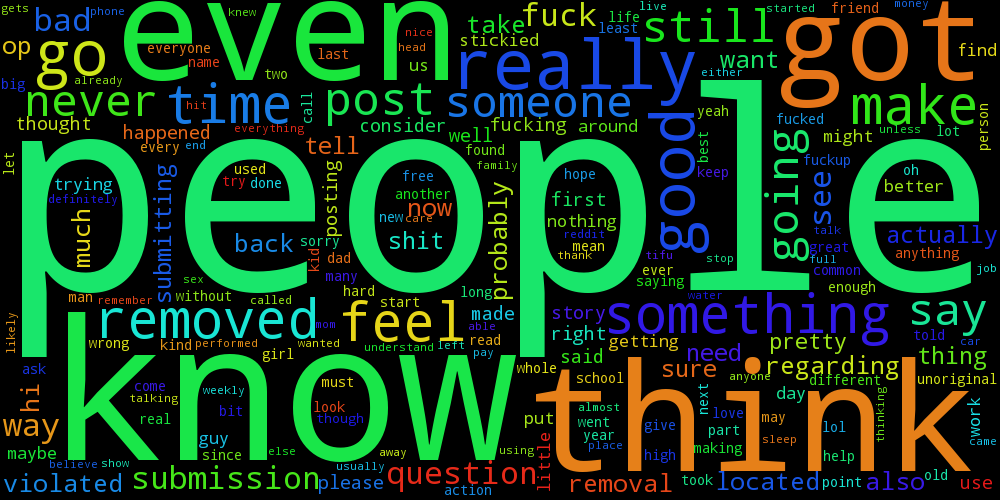 gets
phone
knew
bad
even
take
fuck
life
live
started
friend
money
op
go
everyone
name
two
last
nice
head
us
stickied
least
still
want
got
find
big
already
really
either
never
time
hit
call
post
someone
good
yeah
fucked
make
thought
happened
everything
consider
fucking
around
best
going
might
unless
lot
person
let
every
end
tell
well
found
family
keep
fuckup
people
trying
definitely
submitting
used
try
done
posting
free
another
now
new
care
hope
first
nothing
reddit
mean
thank
see
oh
better
talk
great
actually
anything
much
back
sorry
kid
dad
shit
probably
tifu
ever
saying
stop
full
common
enough
job
sex
many
man
remember
without
called
hard
start
long
made
able
story
right
something
water
say
likely
removed
mom
feel
told
car
wrong
kind
performed
wanted
girl
understand
left
read
pay
said
getting
pretty
thing
need
regarding
ask
know
whole
sure
anyone
different
unoriginal
hi
come
talking
weekly
must
look
though
school
think
next
day
thinking
way
real
bit
guy
put
almost
went
year
place
little
give
love
part
making
may
sleep
lol
help
work
came
maybe
since
else
away
using
high
believe
show
usually
violated
submission
please
question
action
removal
took
located
point
also
old
use